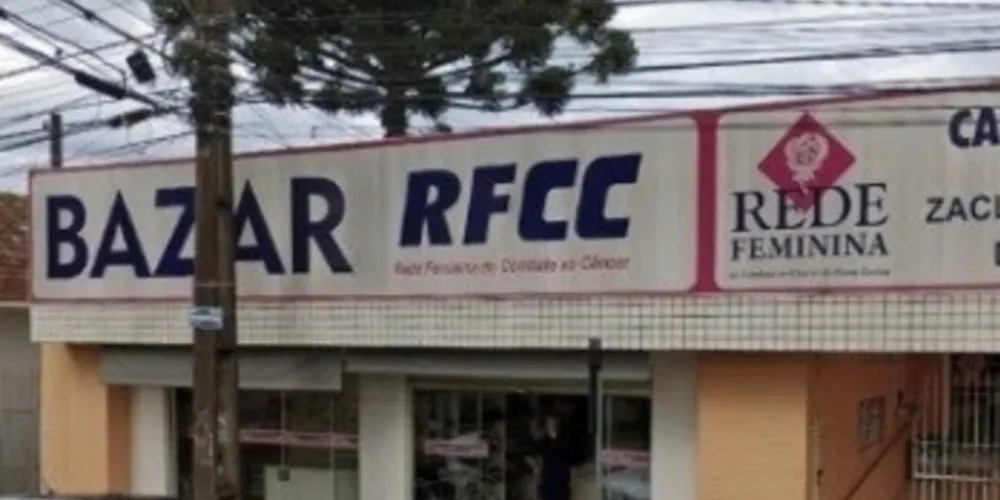 BAZAR RFCC
Rede Feminina de Combate ao Câncer
REDE
FEMININA
CA
ZAC